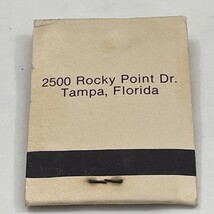 2500 Rocky Point Dr.
Tampa, Florida